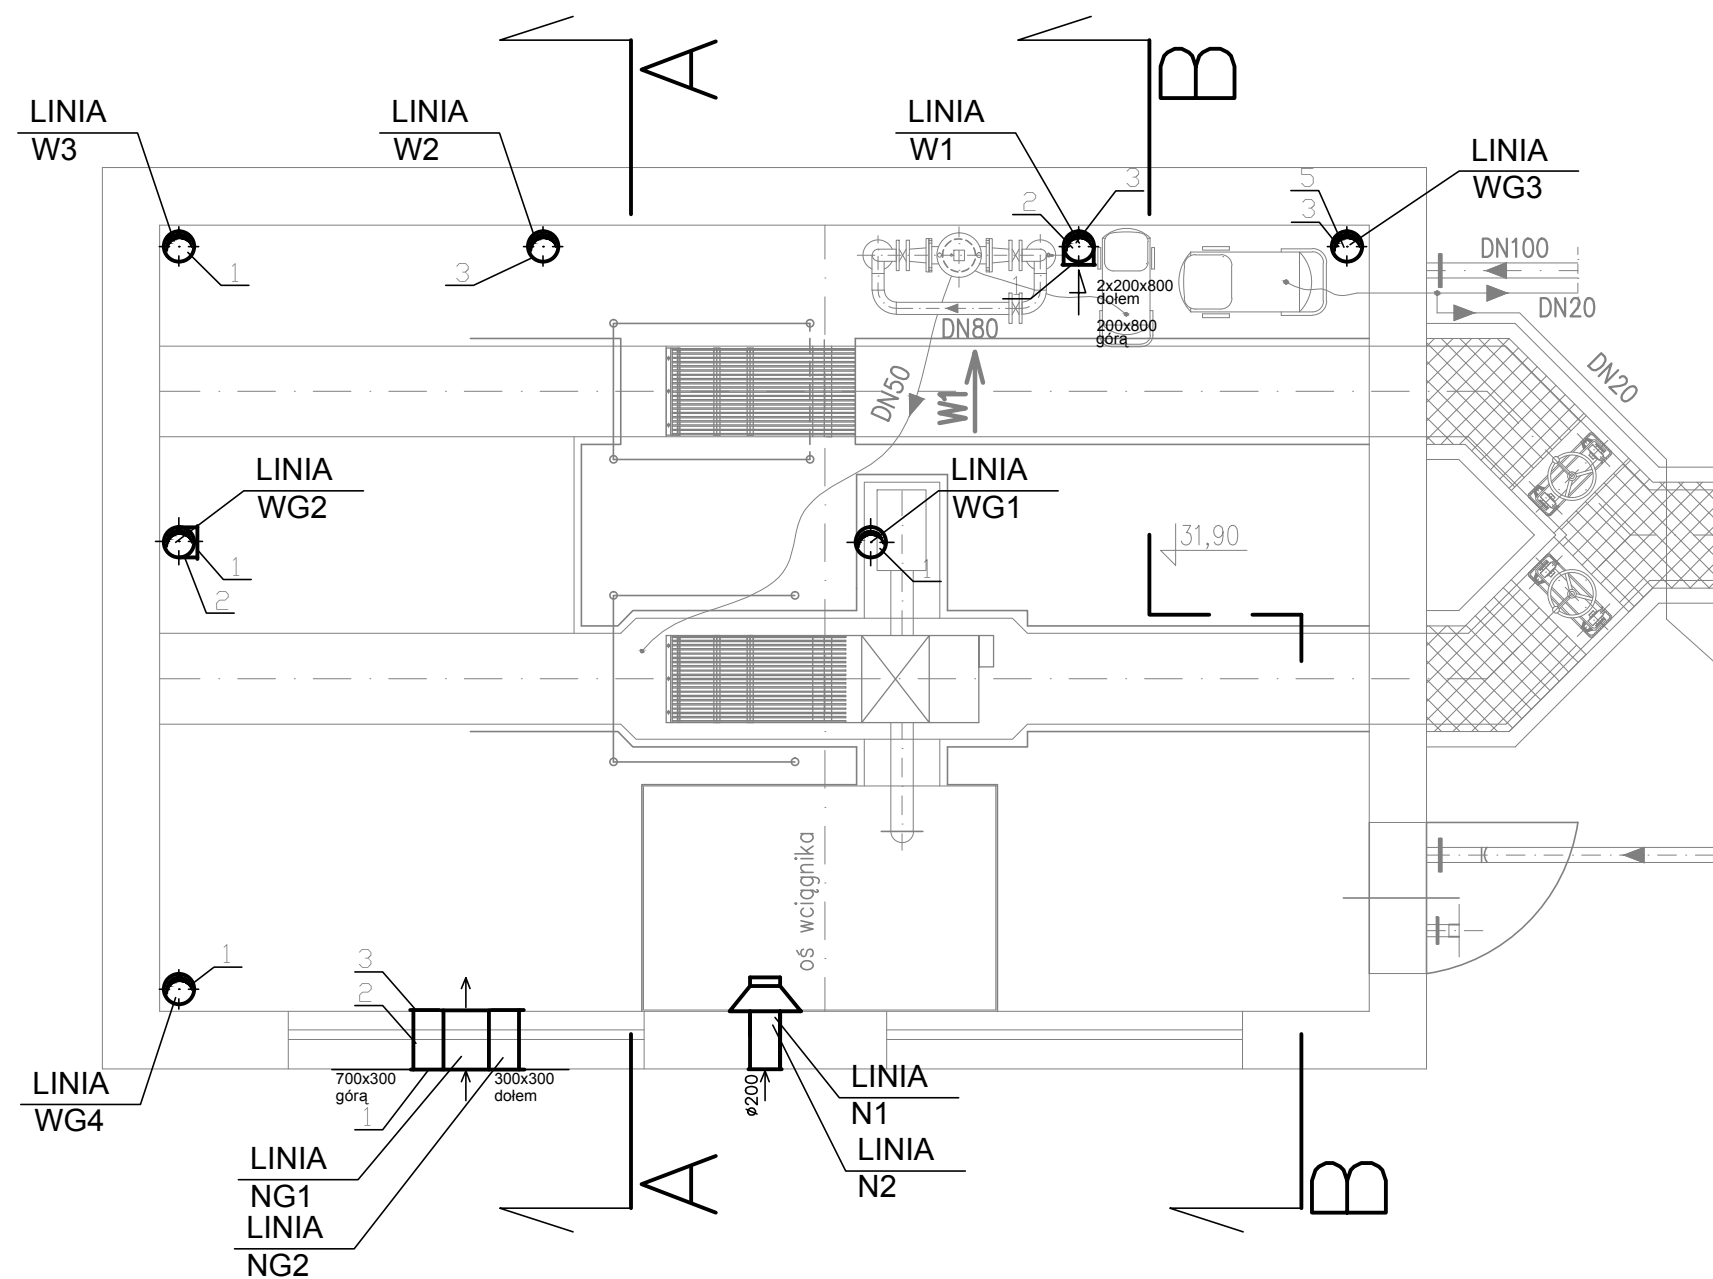 A
B
LINIA
W3
LINIA
W2
LINIA
W1
LINIA
WG3
3
2
5
3
1
3
1
2x200x800
dołem
200x800
górą
DN100
DN20
DN80
DN20
DN50
W1
LINIA
WG2
LINIA
WG1
31,90
1
2
1
oś wciągnika
1
3
2
700x300
górą
300x300
dołem
1
ø200
LINIA
WG4
LINIA
N1
LINIA
N2
LINIA
NG1
LINIA
NG2
A
B